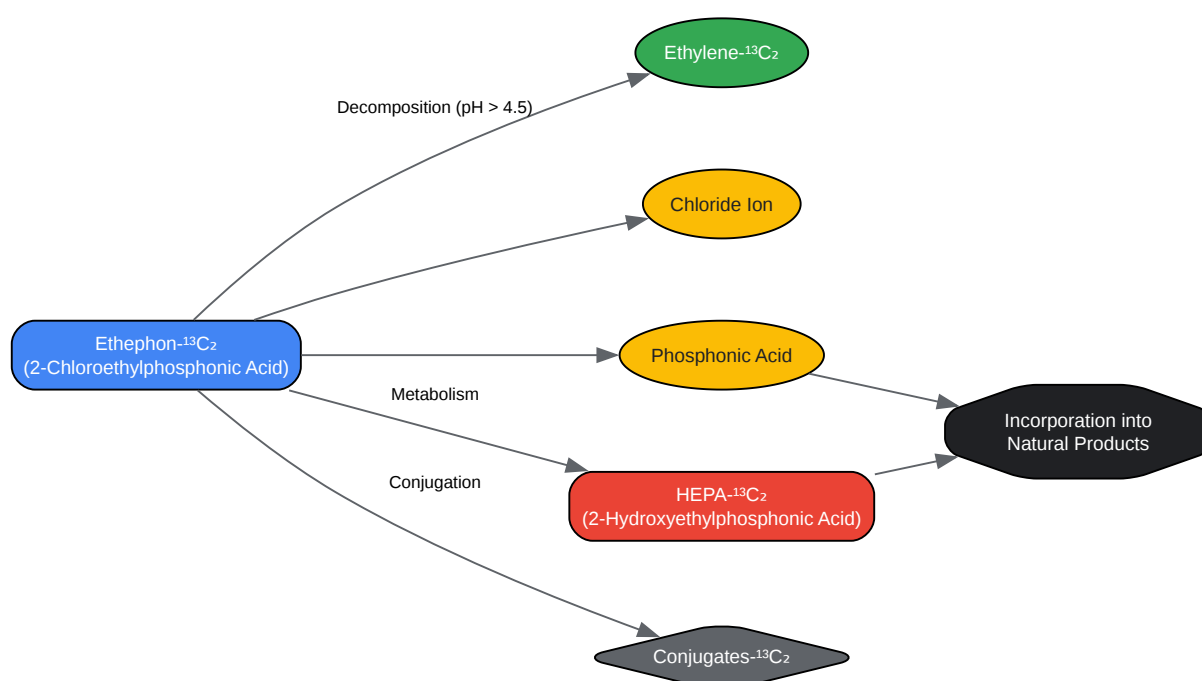 Ethylene-¹³C₂
Decomposition (pH > 4.5)
Chloride Ion
Ethephon-¹³C₂
(2-Chloroethylphosphonic Acid)
Phosphonic Acid
Metabolism
Incorporation into
Natural Products
Conjugation
HEPA-¹³C₂
(2-Hydroxyethylphosphonic Acid)
Conjugates-¹³C₂